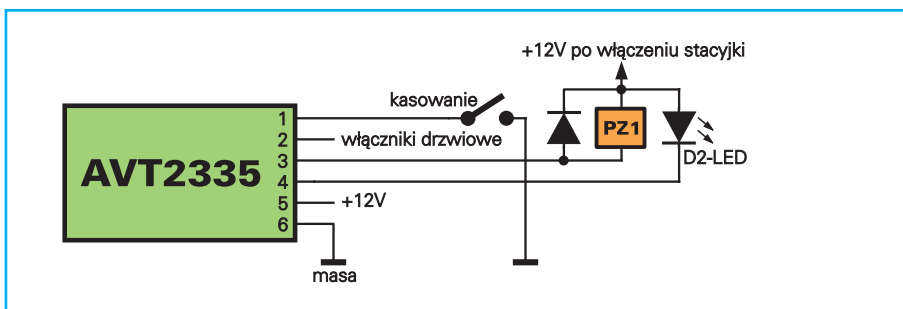 +12V po włączeniu stacyjki
kasowanie
1
2
włączniki drzwiowe
PZ1
3
D2-LED
AVT2335
4
5
+12V
6
masa